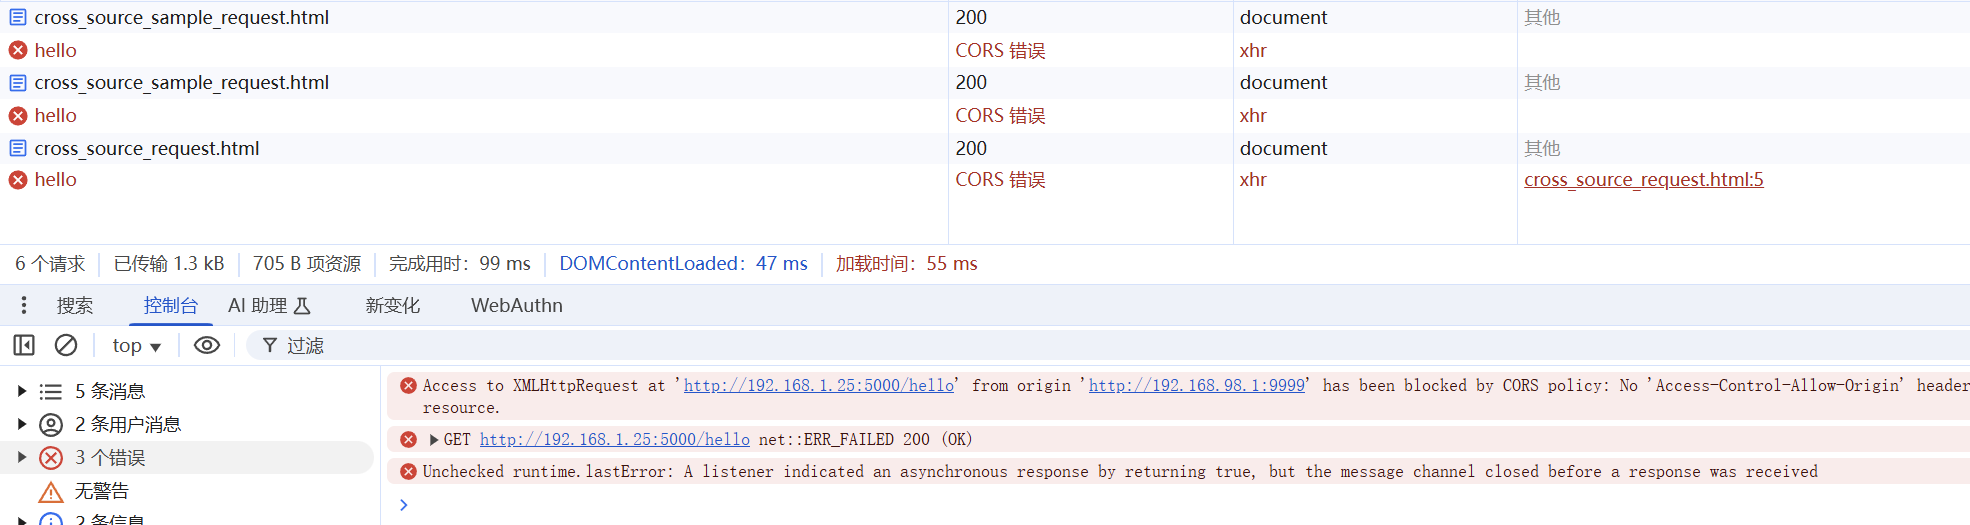 cross_source_sample_request.html 200 document 其他
hello CORS 错误 xhr
cross_source_sample_request.html 200 document 其他
hello CORS 错误 xhr
cross_source_request.html 200 document 其他
hello CORS 错误 xhr cross_source_request.html:5
6 个请求 已传输 1.3 kB 705 B 项资源 完成用时：99 ms DOMContentLoaded：47 ms 加载时间：55 ms
搜索 控制台 AI 助理 新变化 WebAuthn
top 过滤
5 条消息
2 条用户消息
3 个错误
无警告
2 条信息
Access to XMLHttpRequest at 'http://192.168.1.25:5000/hello' from origin 'http://192.168.98.1:9999' has been blocked by CORS policy: No 'Access-Control-Allow-Origin' header
resource.
GET http://192.168.1.25:5000/hello net::ERR_FAILED 200 (OK)
Unchecked runtime.lastError: A listener indicated an asynchronous response by returning true, but the message channel closed before a response was received